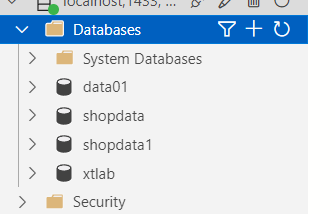 localhost,1433, ...
Databases
System Databases
data01
shopdata
shopdata1
xtlab
Security